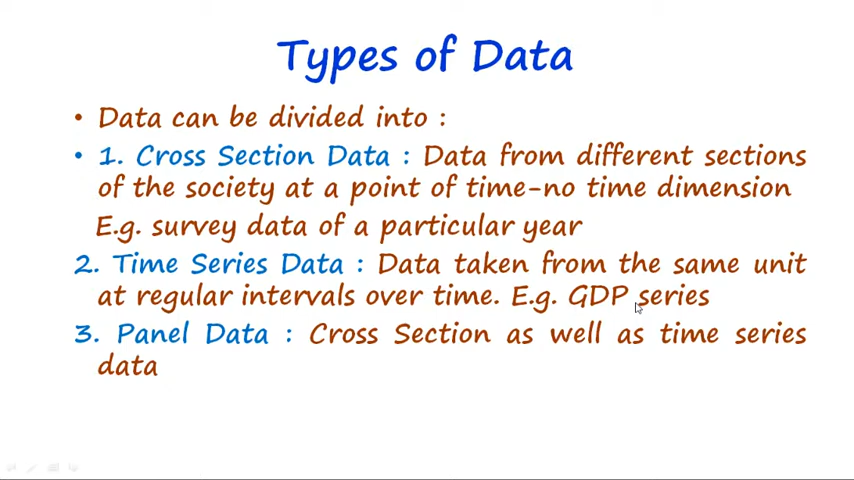 Types of Data
• Data can be divided into :
• 1. Cross Section Data : Data from different sections
of the society at a point of time-no time dimension
E.g. survey data of a particular year
2. Time Series Data : Data taken from the same unit
at regular intervals over time. E.g. GDP series
3. Panel Data : Cross Section as well as time series
data